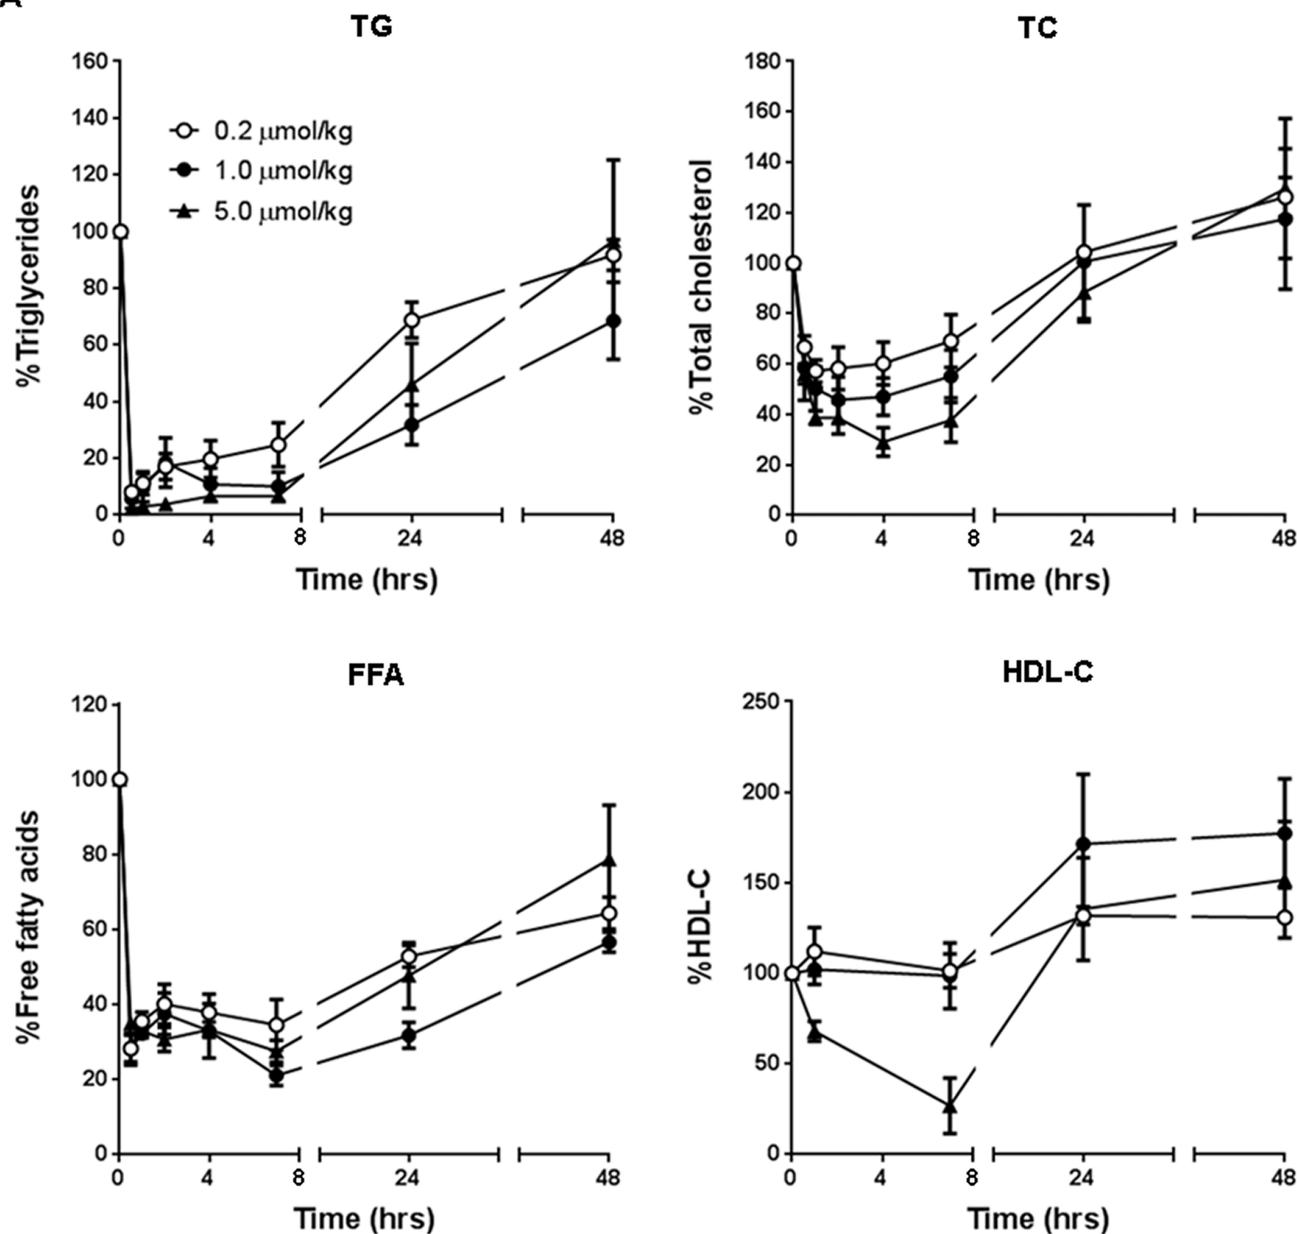 A
TG
160
140
120
100
80
60
40
20
0
%Triglycerides
0.2 μmol/kg
1.0 μmol/kg
5.0 μmol/kg
0 4 8 24 48
Time (hrs)
TC
180
160
140
120
100
80
60
40
20
0
%Total cholesterol
0 4 8 24 48
Time (hrs)
FFA
120
100
80
60
40
20
0
%Free fatty acids
0 4 8 24 48
Time (hrs)
HDL-C
250
200
150
100
50
0
%HDL-C
0 4 8 24 48
Time (hrs)